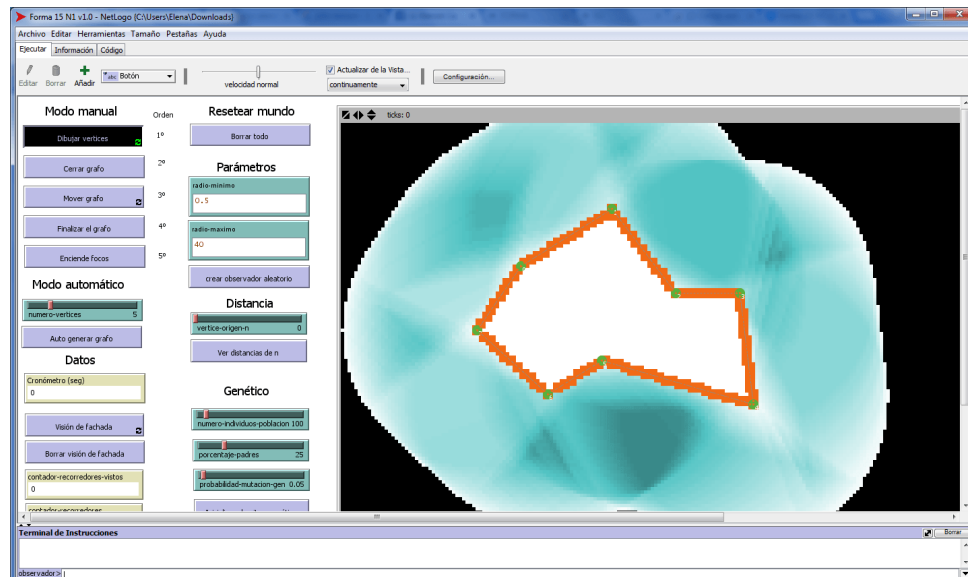 Forma 15 N1 v1.0 - NetLogo {C:\Users\Elena\Downloads}
Archivo Editar Herramientas Tamaño Pestañas Ayuda
Ejecutar Información Código
Editar Borrar Añadir
abc Botón
velocidad normal
Actualizar de la Vista...
continuamente
Configuración...
Modo manual
Orden
Dibujar vertices
1º
Cerrar grafo
2º
Mover grafo
3º
Finalizar el grafo
4º
Enciende focos
5º
Modo automático
numero-vertices 5
Auto generar grafo
Datos
Cronómetro (seg)
0
Visión de fachada
Borrar visión de fachada
contador-recorredores-vistos
0
contador-recorredores
Resetear mundo
Borrar todo
Parámetros
radio-minimo
0.5
radio-maximo
40
crear observador aleatorio
Distancia
vertice-origen-n 0
Ver distancias de n
Genético
numero-individuos-poblacion 100
porcentaje-padres 25
probabilidad-mutacion-gen 0.05
ticks: 0
Terminal de Instrucciones
Borrar
observador>